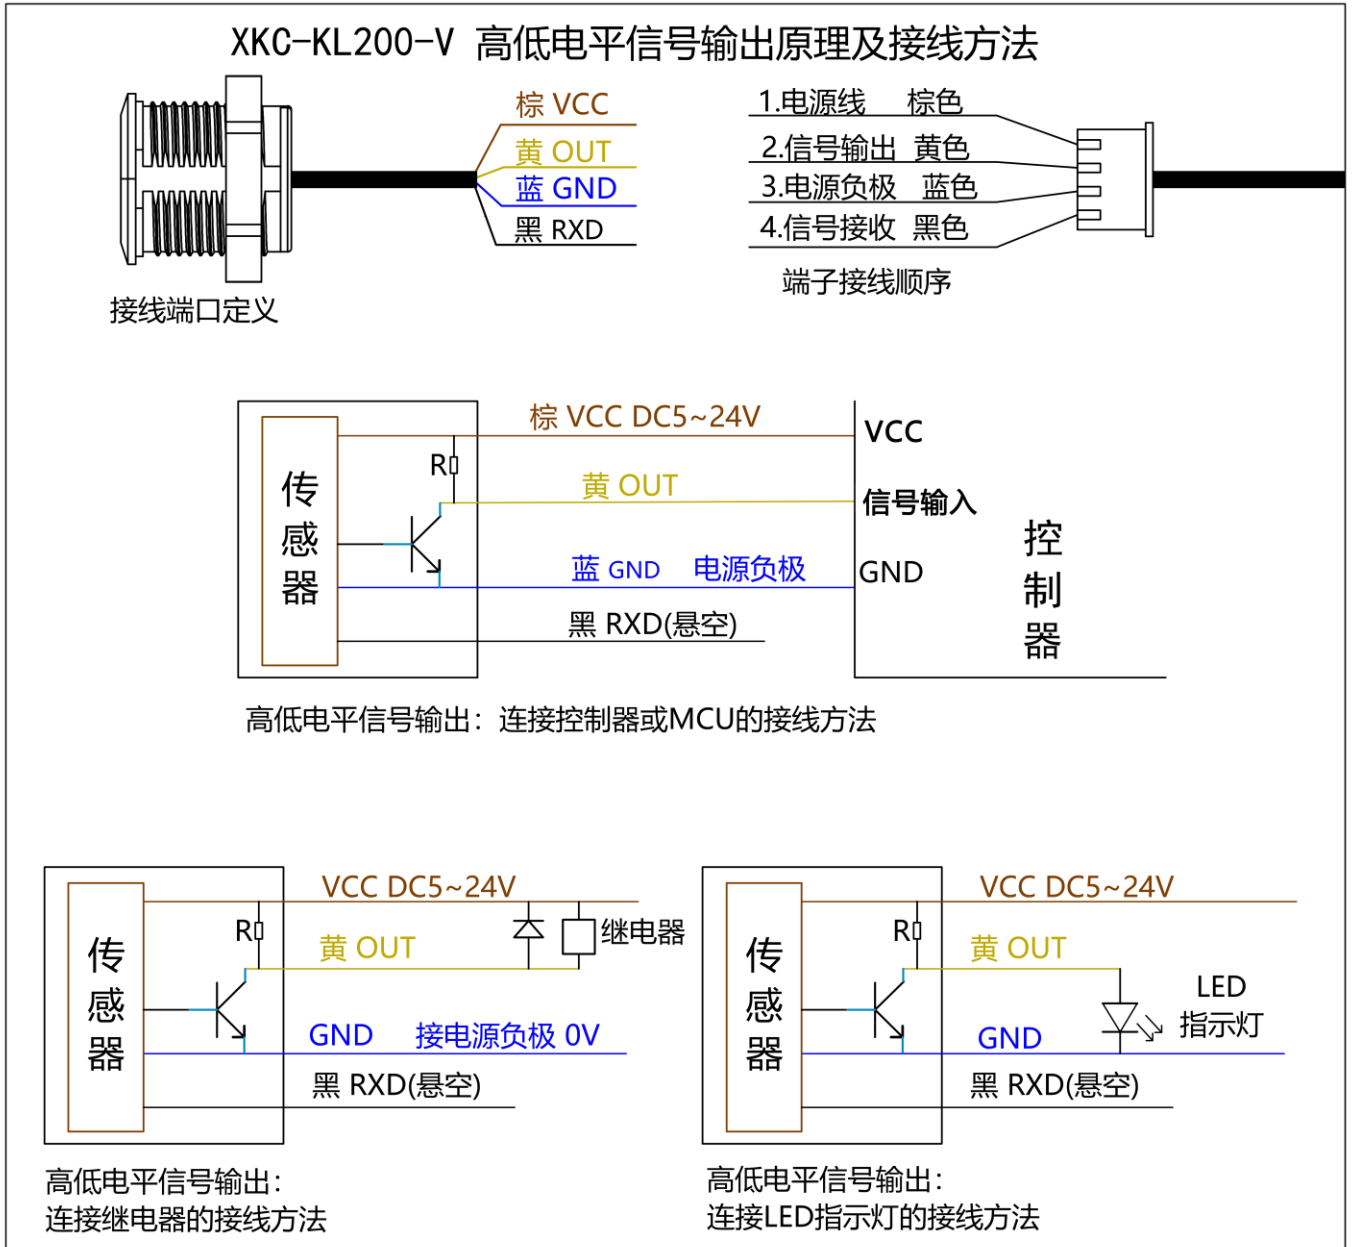 XKC-KL200-V 高低电平信号输出原理及接线方法
棕 VCC
黄 OUT
蓝 GND
黑 RXD
接线端口定义
1.电源线 棕色
2.信号输出 黄色
3.电源负极 蓝色
4.信号接收 黑色
端子接线顺序
传感器
R
棕 VCC DC5~24V
黄 OUT
蓝 GND 电源负极
黑 RXD(悬空)
VCC
信号输入
GND
控制器
高低电平信号输出：连接控制器或MCU的接线方法
传感器
R
VCC DC5~24V
黄 OUT
继电器
GND 接电源负极 0V
黑 RXD(悬空)
高低电平信号输出：
连接继电器的接线方法
传感器
R
VCC DC5~24V
黄 OUT
LED
指示灯
GND
黑 RXD(悬空)
高低电平信号输出：
连接LED指示灯的接线方法